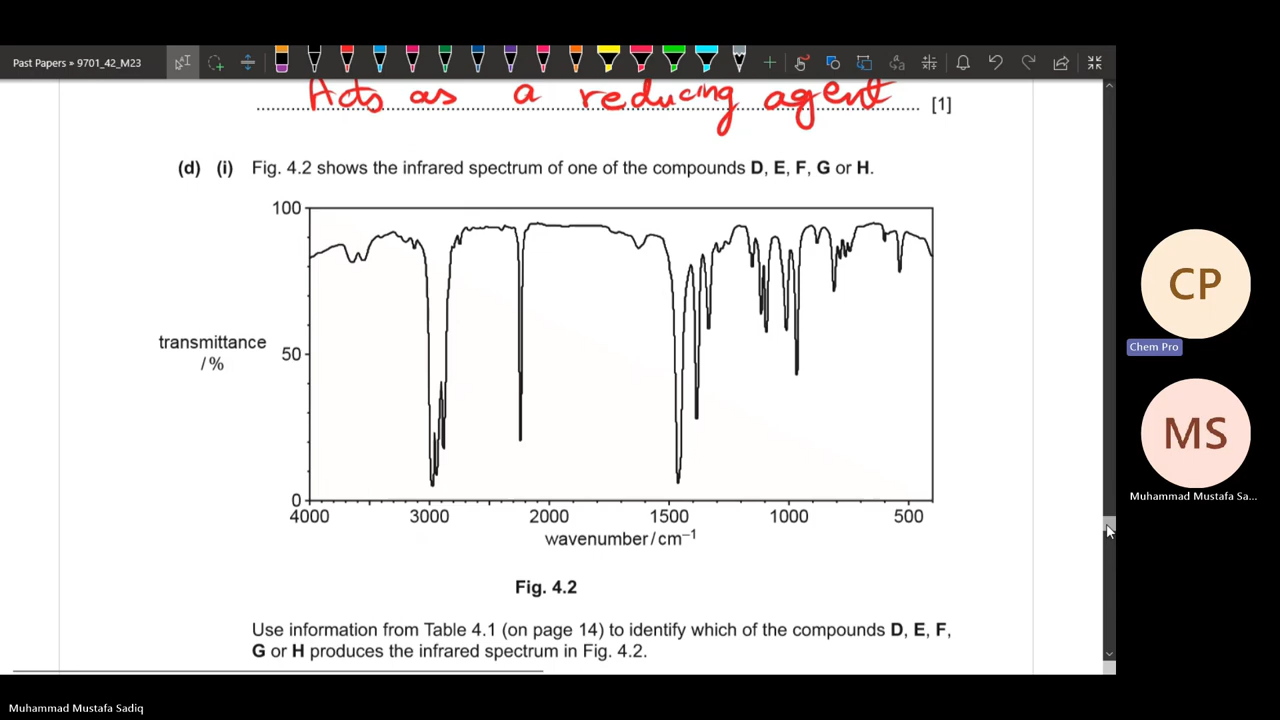 Past Papers » 9701_42_M23
Acts as a reducing agent
[1]
(d) (i) Fig. 4.2 shows the infrared spectrum of one of the compounds D, E, F, G or H.
100
transmittance
/ %
50
0
4000 3000 2000 1500 1000 500
wavenumber / cm⁻¹
Fig. 4.2
Use information from Table 4.1 (on page 14) to identify which of the compounds D, E, F,
G or H produces the infrared spectrum in Fig. 4.2.
CP
Chem Pro
MS
Muhammad Mustafa Sa...
Muhammad Mustafa Sadiq